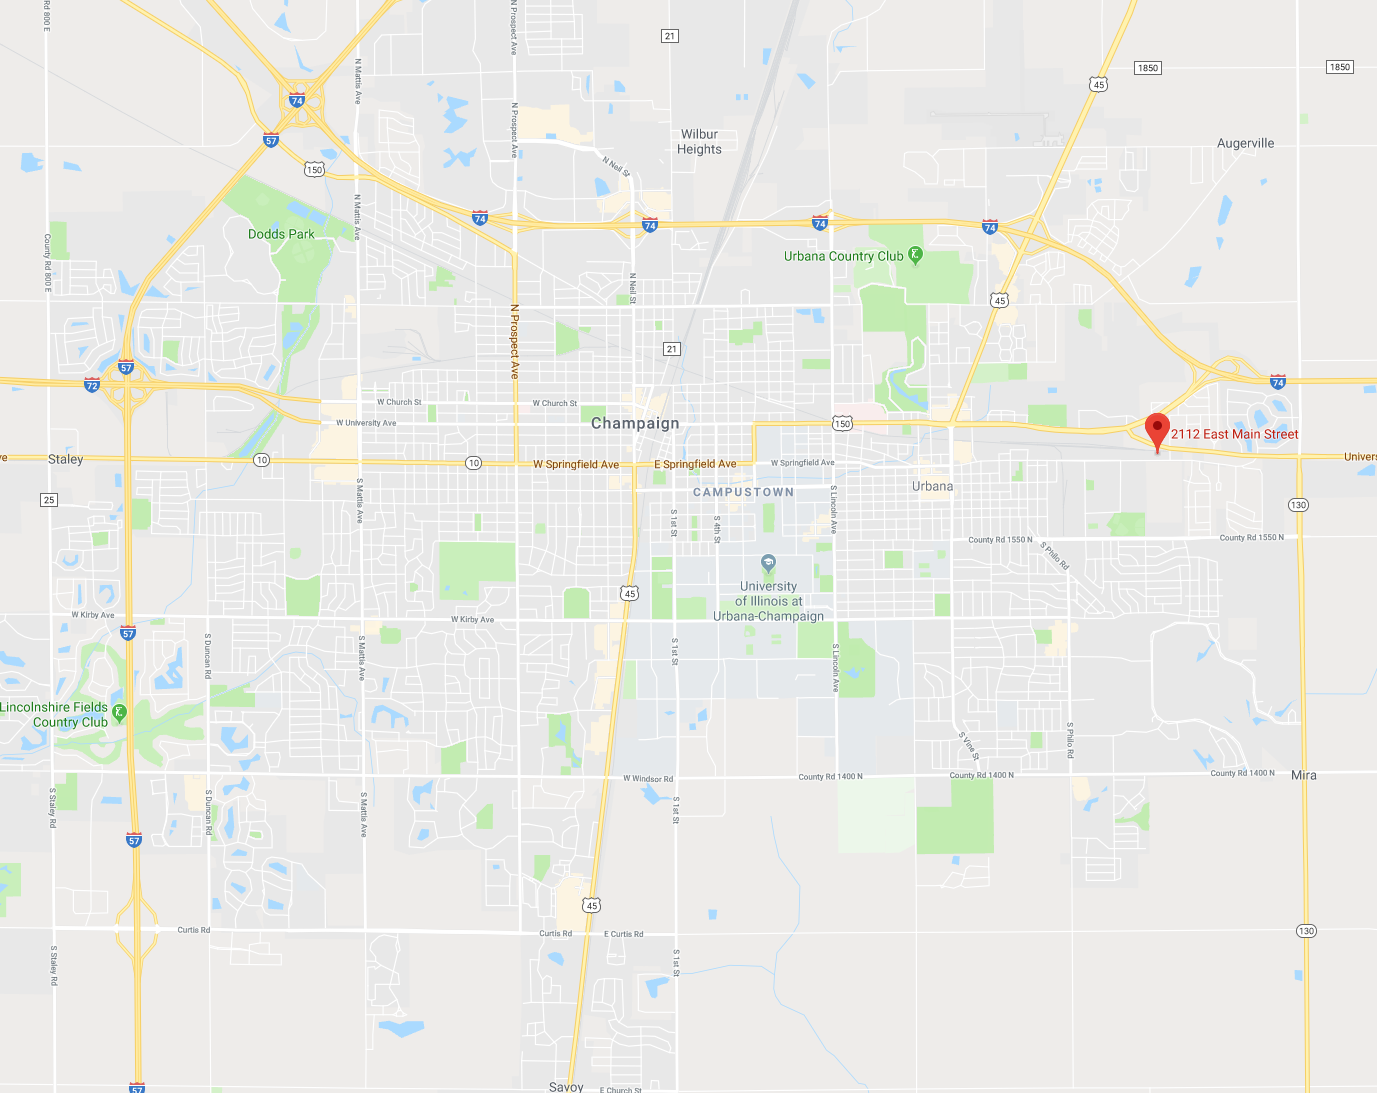 Rd 800 E
N Prospect Ave
21
1850
1850
45
N Mattis Ave
74
57
N Prospect Ave
Wilbur
Heights
Augerville
150
N Neil St
N Mattis Ave
74
74
74
74
Dodds Park
County Rd 800 E
Urbana Country Club
N Neil St
45
N Prospect Ave
21
57
72
74
W Church St
W Church St
W University Ave
Champaign
150
2112 East Main Street
ve
Staley
10
10
W Springfield Ave
E Springfield Ave
W Springfield Ave
Univers
25
S Mattis Ave
CAMPUSTOWN
Urbana
130
S 1st St
S 4th St
S Lincoln Ave
County Rd 1550 N
County Rd 1550 N
S Philo Rd
University
of Illinois at
Urbana-Champaign
45
W Kirby Ave
W Kirby Ave
57
S Duncan Rd
S Mattis Ave
S 1st St
S Lincoln Ave
Lincolnshire Fields
Country Club
S Vine St
S Philo Rd
W Windsor Rd
County Rd 1400 N
County Rd 1400 N
County Rd 1400 N
Mira
S Staley Rd
S Duncan Rd
S Mattis Ave
S 1st St
57
45
Curtis Rd
Curtis Rd
E Curtis Rd
130
S Staley Rd
S 1st St
57
Savoy
E Church St